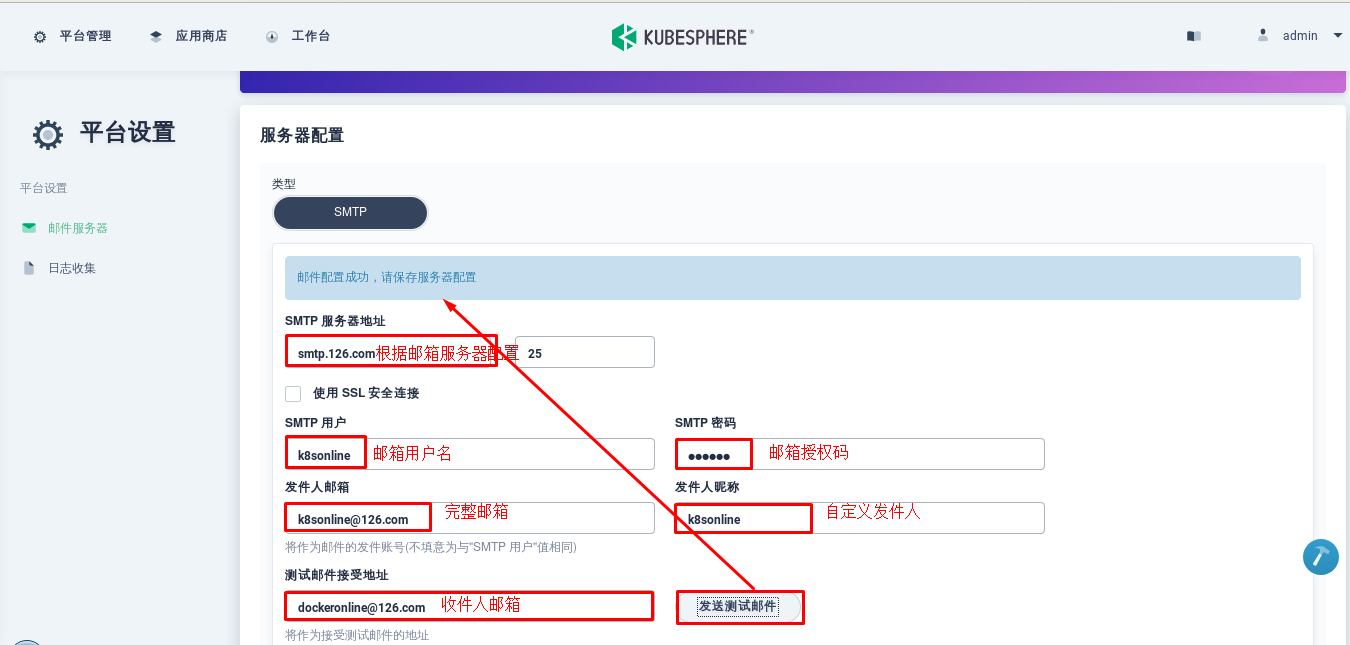 平台管理 应用商店 工作台 KUBESPHERE® admin
平台设置
平台设置
邮件服务器
日志收集
服务器配置
类型
SMTP
邮件配置成功，请保存服务器配置
SMTP 服务器地址
smtp.126.com根据邮箱服务器配置 25
使用 SSL 安全连接
SMTP 用户 SMTP 密码
k8sonline 邮箱用户名 ●●●●●● 邮箱授权码
发件人邮箱 发件人昵称
k8sonline@126.com 完整邮箱 k8sonline 自定义发件人
将作为邮件的发件账号(不填意为与"SMTP 用户"值相同)
测试邮件接受地址
dockeronline@126.com 收件人邮箱 发送测试邮件
将作为接受测试邮件的地址